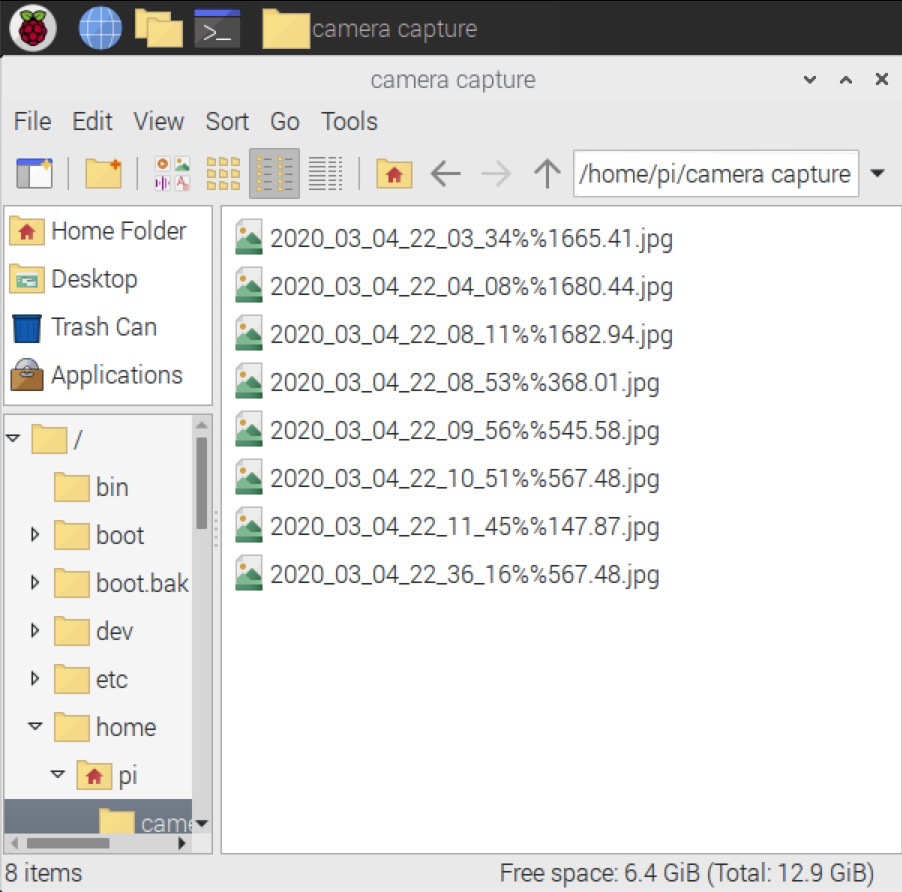 camera capture
camera capture
File Edit View Sort Go Tools
/home/pi/camera capture
Home Folder
Desktop
Trash Can
Applications
/
bin
boot
boot.bak
dev
etc
home
pi
came
2020_03_04_22_03_34%%1665.41.jpg
2020_03_04_22_04_08%%1680.44.jpg
2020_03_04_22_08_11%%1682.94.jpg
2020_03_04_22_08_53%%368.01.jpg
2020_03_04_22_09_56%%545.58.jpg
2020_03_04_22_10_51%%567.48.jpg
2020_03_04_22_11_45%%147.87.jpg
2020_03_04_22_36_16%%567.48.jpg
8 items
Free space: 6.4 GiB (Total: 12.9 GiB)